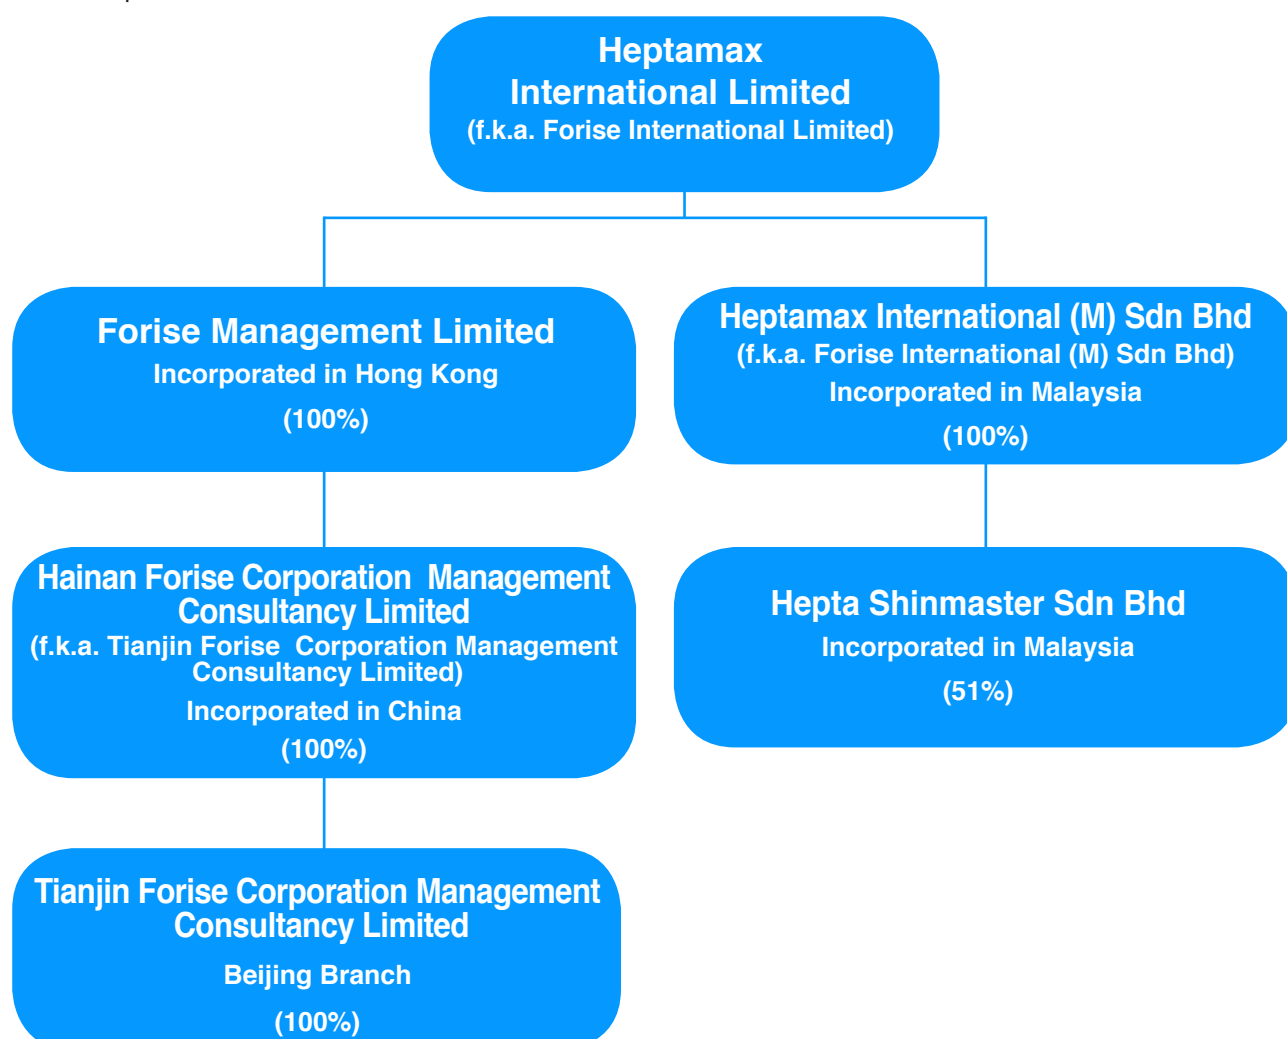 Heptamax
International Limited
(f.k.a. Forise International Limited)
Forise Management Limited
Incorporated in Hong Kong
(100%)
Heptamax International (M) Sdn Bhd
(f.k.a. Forise International (M) Sdn Bhd)
Incorporated in Malaysia
(100%)
Hainan Forise Corporation Management
Consultancy Limited
(f.k.a. Tianjin Forise Corporation Management
Consultancy Limited)
Incorporated in China
(100%)
Hepta Shinmaster Sdn Bhd
Incorporated in Malaysia
(51%)
Tianjin Forise Corporation Management
Consultancy Limited
Beijing Branch
(100%)